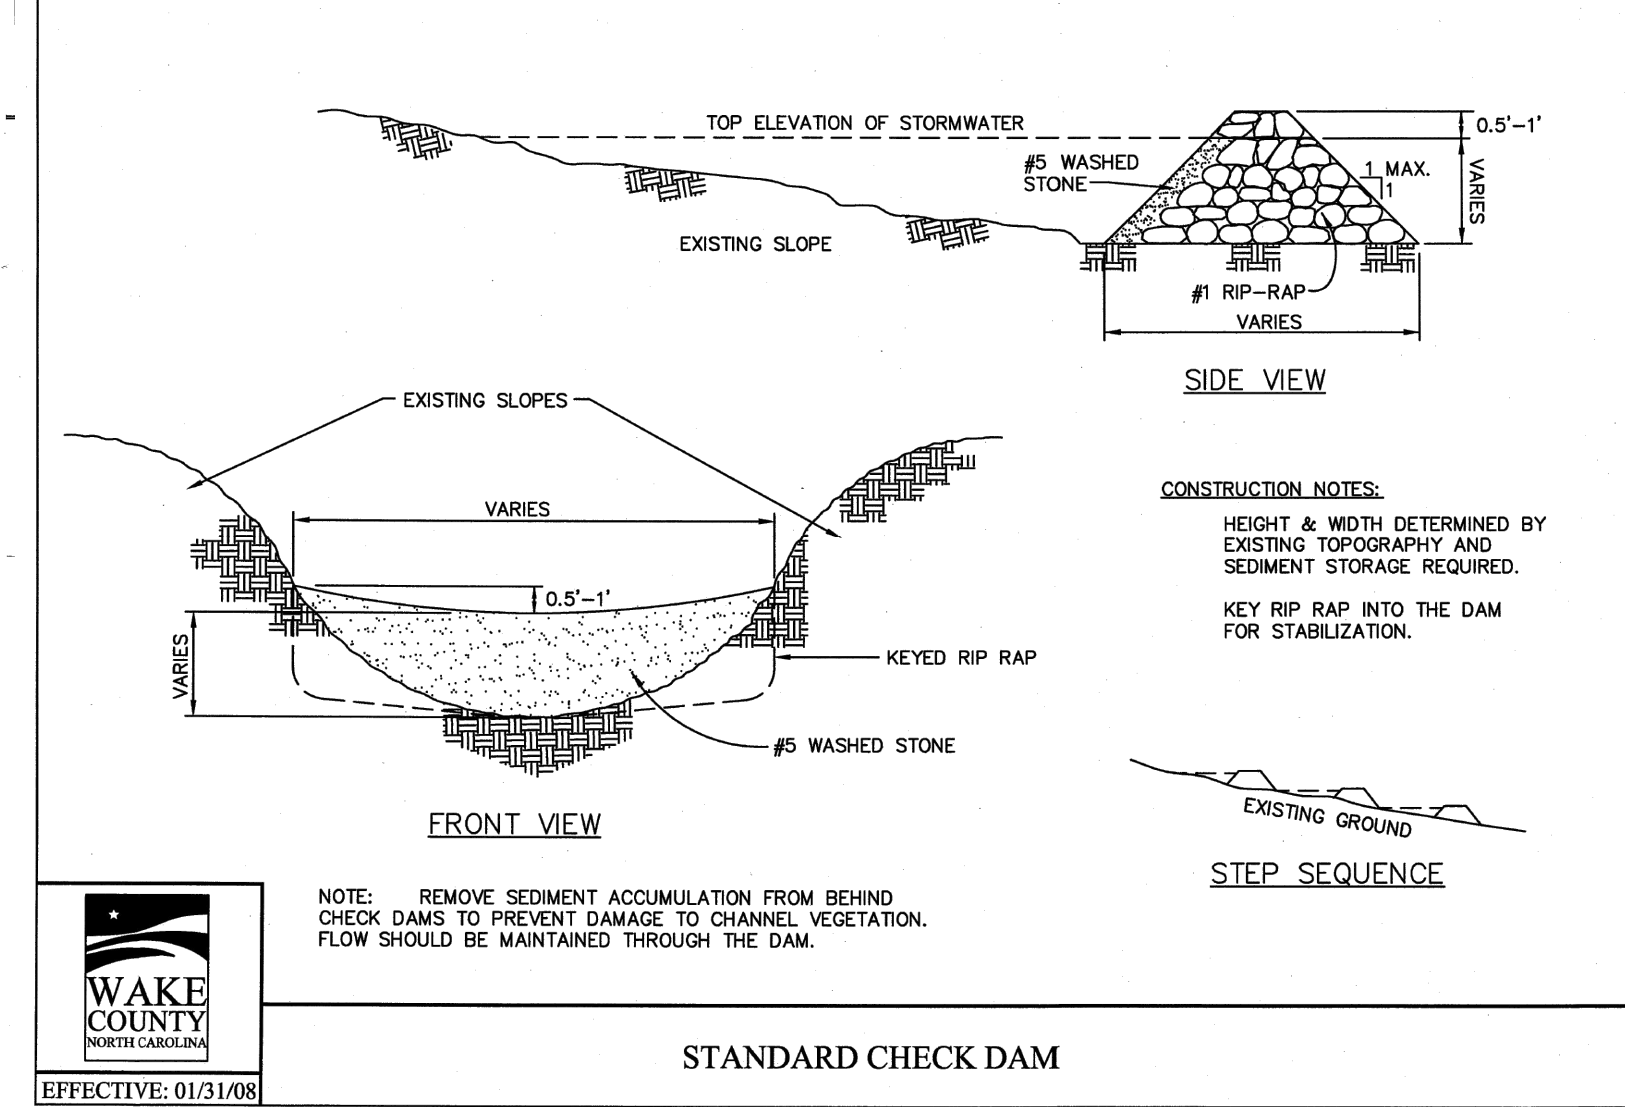 TOP ELEVATION OF STORMWATER
0.5'-1'
#5 WASHED
STONE
1 MAX.
1
VARIES
EXISTING SLOPE
#1 RIP-RAP
VARIES
SIDE VIEW
EXISTING SLOPES
VARIES
0.5'-1'
VARIES
KEYED RIP RAP
#5 WASHED STONE
FRONT VIEW
CONSTRUCTION NOTES:
HEIGHT & WIDTH DETERMINED BY
EXISTING TOPOGRAPHY AND
SEDIMENT STORAGE REQUIRED.
KEY RIP RAP INTO THE DAM
FOR STABILIZATION.
EXISTING GROUND
STEP SEQUENCE
NOTE: REMOVE SEDIMENT ACCUMULATION FROM BEHIND
CHECK DAMS TO PREVENT DAMAGE TO CHANNEL VEGETATION.
FLOW SHOULD BE MAINTAINED THROUGH THE DAM.
WAKE
COUNTY
NORTH CAROLINA
EFFECTIVE: 01/31/08
STANDARD CHECK DAM